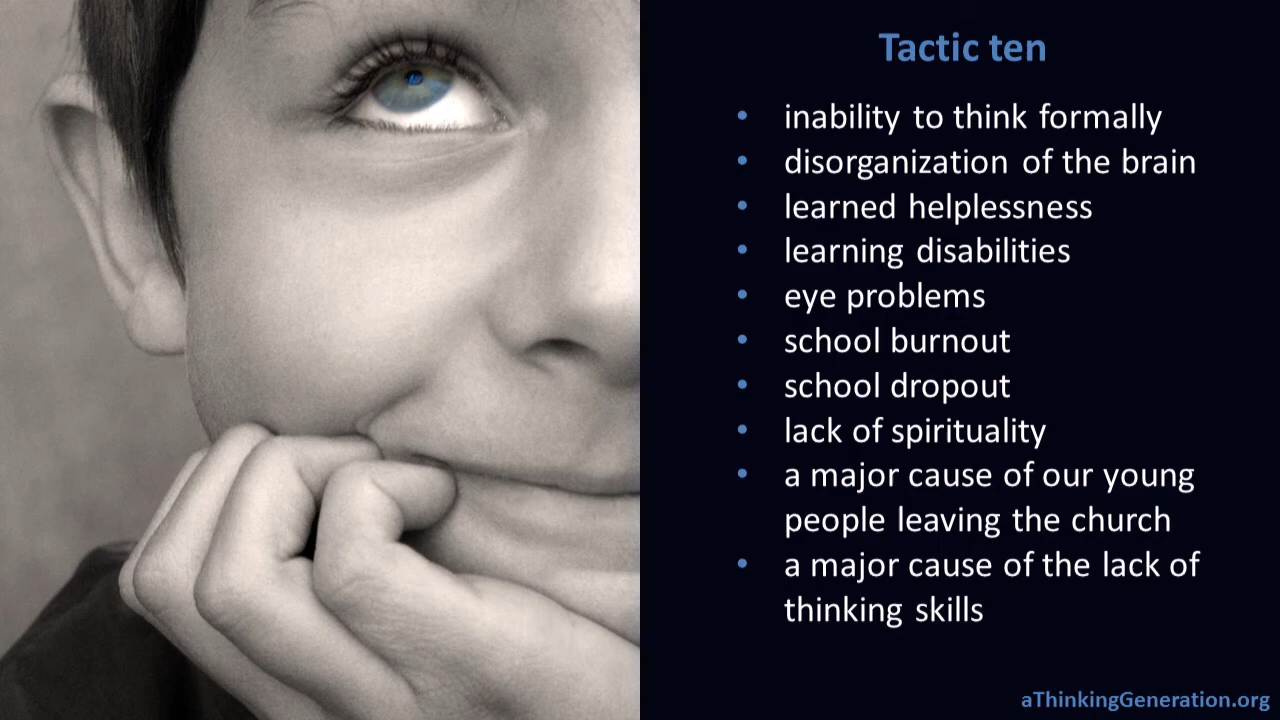 Tactic ten
• inability to think formally
• disorganization of the brain
• learned helplessness
• learning disabilities
• eye problems
• school burnout
• school dropout
• lack of spirituality
• a major cause of our young
people leaving the church
• a major cause of the lack of
thinking skills
aThinkingGeneration.org